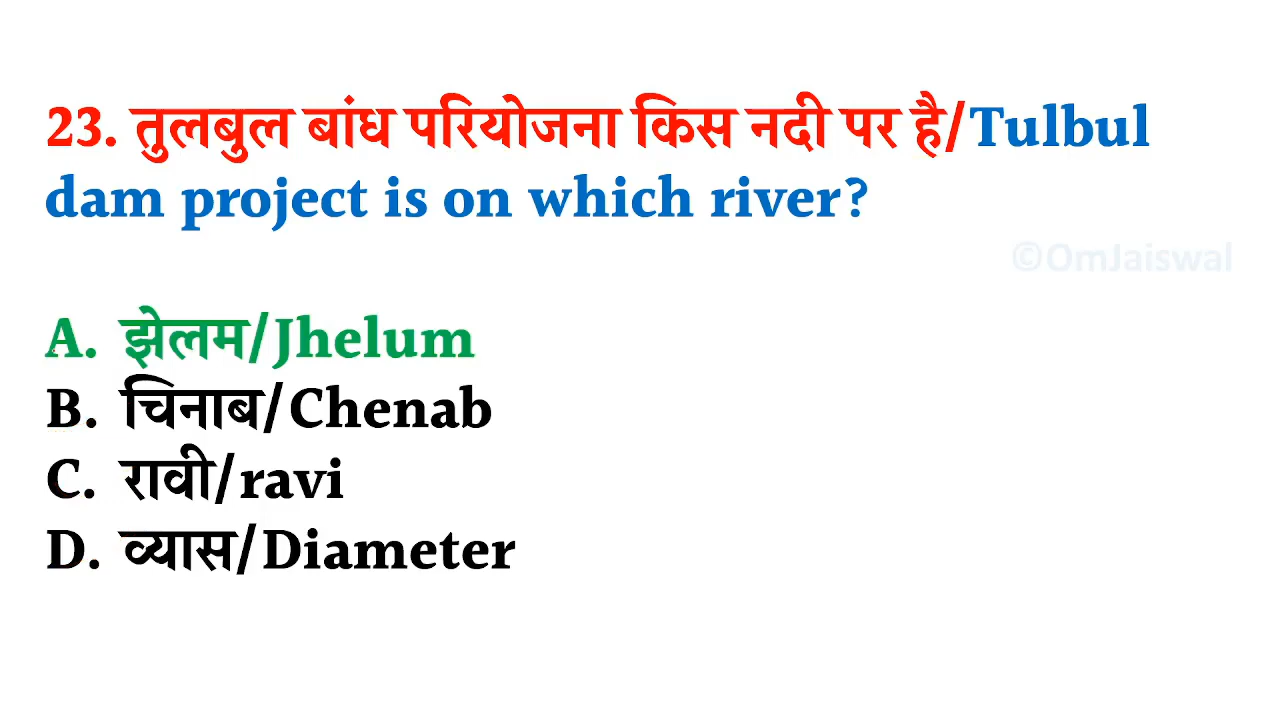 23. तुलबुल बांध परियोजना किस नदी पर है/Tulbul
dam project is on which river?
©OmJaiswal
A. झेलम/Jhelum
B. चिनाब/Chenab
C. रावी/ravi
D. व्यास/Diameter